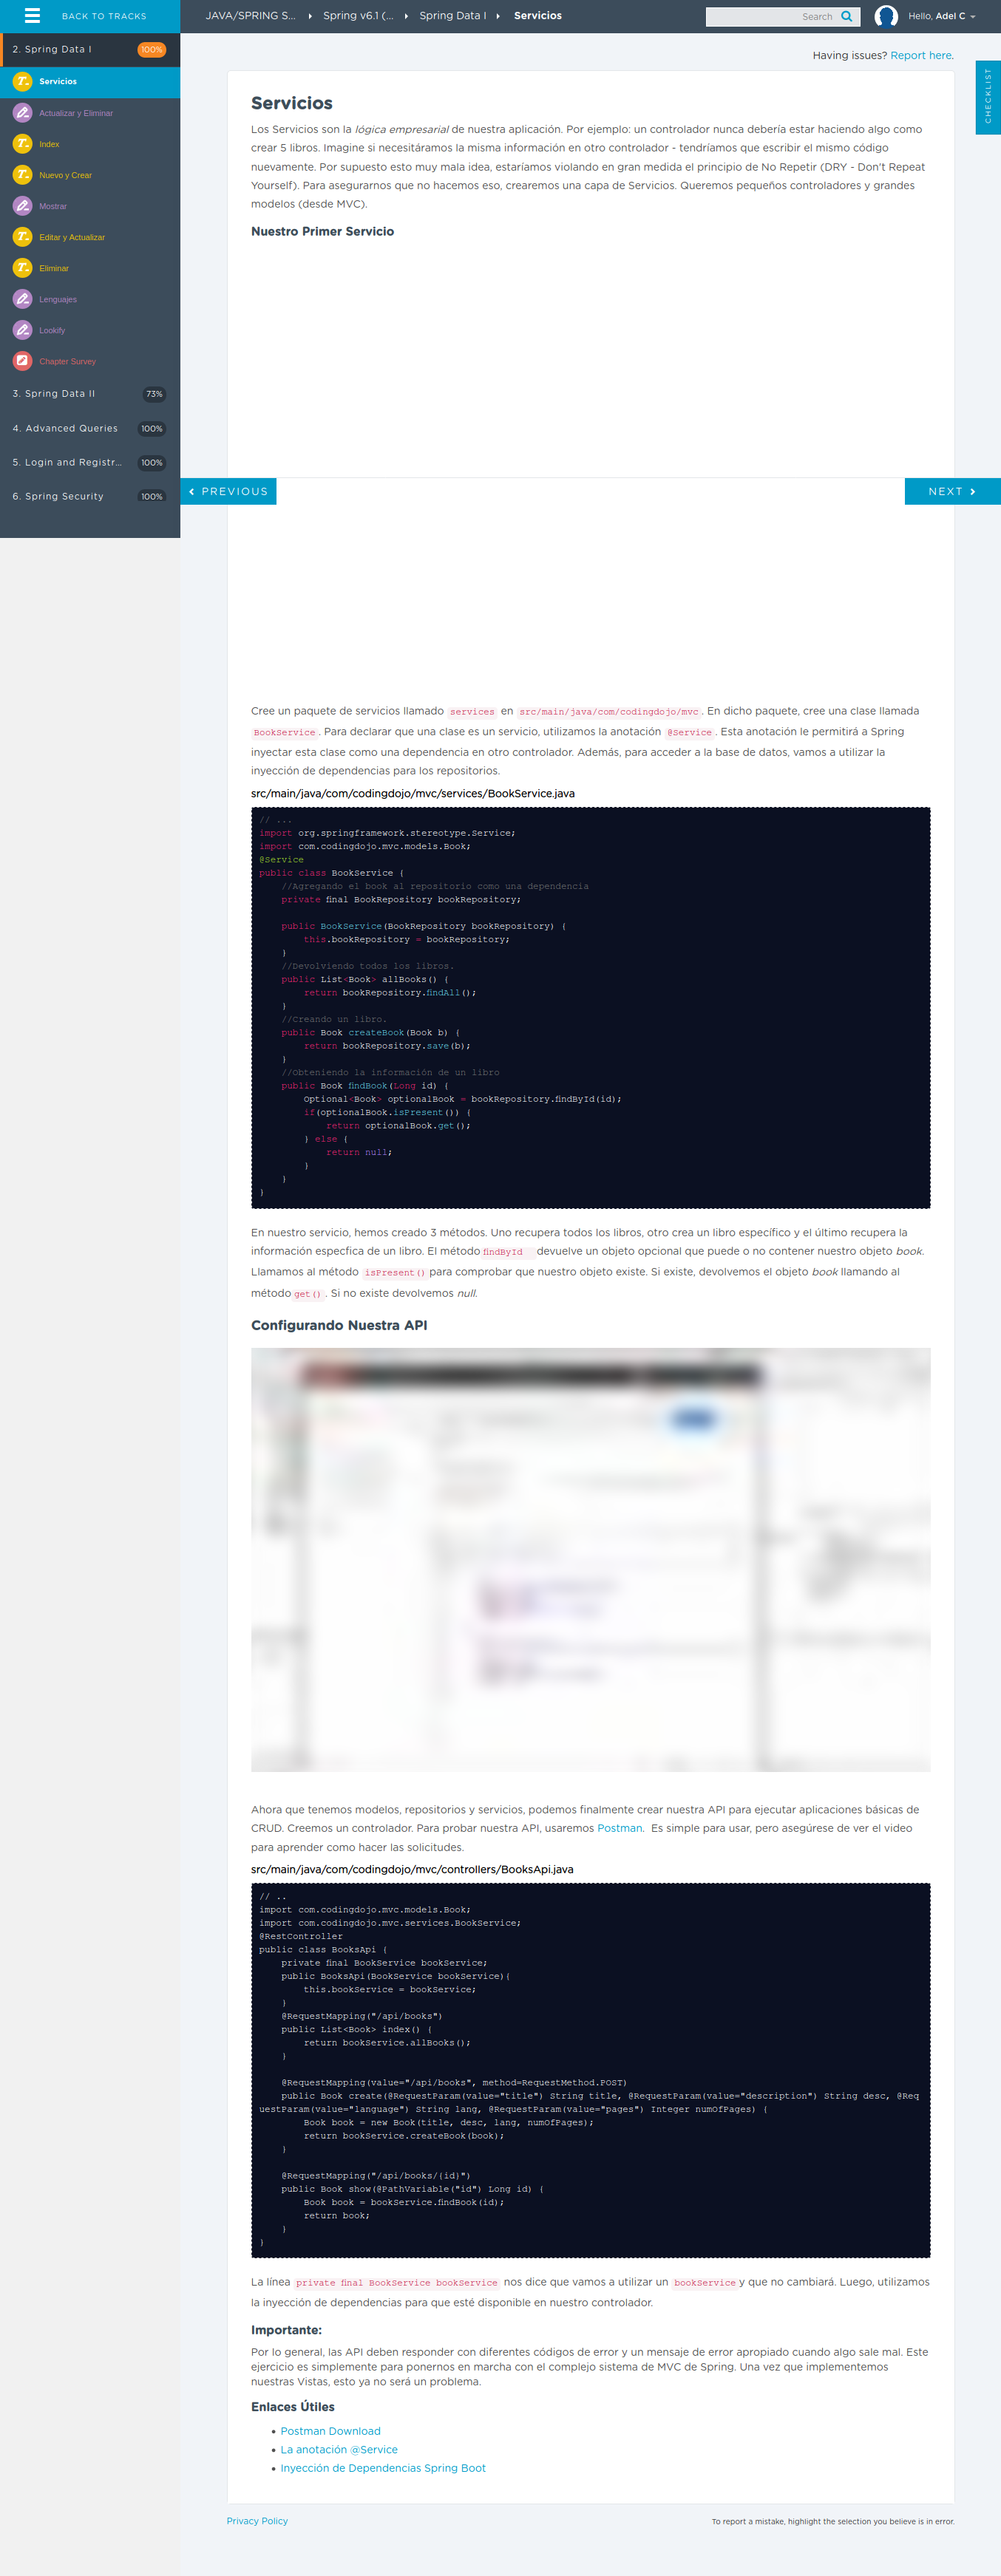 BACK TO TRACKS
JAVA/SPRING S... Spring v6.1 (... Spring Data I Servicios
Search
Hello, Adel C
2. Spring Data I 100%
Servicios
Actualizar y Eliminar
Index
Nuevo y Crear
Mostrar
Editar y Actualizar
Eliminar
Lenguajes
Lookify
Chapter Survey
3. Spring Data II 73%
4. Advanced Queries 100%
5. Login and Registr... 100%
6. Spring Security 100%
Having issues? Report here.
CHECKLIST
Servicios
Los Servicios son la lógica empresarial de nuestra aplicación. Por ejemplo: un controlador nunca debería estar haciendo algo como
crear 5 libros. Imagine si necesitáramos la misma información en otro controlador - tendríamos que escribir el mismo código
nuevamente. Por supuesto esto muy mala idea, estaríamos violando en gran medida el principio de No Repetir (DRY - Don't Repeat
Yourself). Para asegurarnos que no hacemos eso, crearemos una capa de Servicios. Queremos pequeños controladores y grandes
modelos (desde MVC).
Nuestro Primer Servicio
PREVIOUS
NEXT
Cree un paquete de servicios llamado services en src/main/java/com/codingdojo/mvc. En dicho paquete, cree una clase llamada
BookService. Para declarar que una clase es un servicio, utilizamos la anotación @Service. Esta anotación le permitirá a Spring
inyectar esta clase como una dependencia en otro controlador. Además, para acceder a la base de datos, vamos a utilizar la
inyección de dependencias para los repositorios.
src/main/java/com/codingdojo/mvc/services/BookService.java
// ...
import org.springframework.stereotype.Service;
import com.codingdojo.mvc.models.Book;
@Service
public class BookService {
    //Agregando el book al repositorio como una dependencia
    private final BookRepository bookRepository;
    public BookService(BookRepository bookRepository) {
        this.bookRepository = bookRepository;
    }
    //Devolviendo todos los libros.
    public List<Book> allBooks() {
        return bookRepository.findAll();
    }
    //Creando un libro.
    public Book createBook(Book b) {
        return bookRepository.save(b);
    }
    //Obteniendo la información de un libro
    public Book findBook(Long id) {
        Optional<Book> optionalBook = bookRepository.findById(id);
        if(optionalBook.isPresent()) {
            return optionalBook.get();
        } else {
            return null;
        }
    }
}
En nuestro servicio, hemos creado 3 métodos. Uno recupera todos los libros, otro crea un libro específico y el último recupera la
información especfica de un libro. El método findById devuelve un objeto opcional que puede o no contener nuestro objeto book.
Llamamos al método isPresent() para comprobar que nuestro objeto existe. Si existe, devolvemos el objeto book llamando al
método get(). Si no existe devolvemos null.
Configurando Nuestra API
Ahora que tenemos modelos, repositorios y servicios, podemos finalmente crear nuestra API para ejecutar aplicaciones básicas de
CRUD. Creemos un controlador. Para probar nuestra API, usaremos Postman. Es simple para usar, pero asegúrese de ver el video
para aprender como hacer las solicitudes.
src/main/java/com/codingdojo/mvc/controllers/BooksApi.java
// ..
import com.codingdojo.mvc.models.Book;
import com.codingdojo.mvc.services.BookService;
@RestController
public class BooksApi {
    private final BookService bookService;
    public BooksApi(BookService bookService){
        this.bookService = bookService;
    }
    @RequestMapping("/api/books")
    public List<Book> index() {
        return bookService.allBooks();
    }
    @RequestMapping(value="/api/books", method=RequestMethod.POST)
    public Book create(@RequestParam(value="title") String title, @RequestParam(value="description") String desc, @Req
uestParam(value="language") String lang, @RequestParam(value="pages") Integer numOfPages) {
        Book book = new Book(title, desc, lang, numOfPages);
        return bookService.createBook(book);
    }
    @RequestMapping("/api/books/{id}")
    public Book show(@PathVariable("id") Long id) {
        Book book = bookService.findBook(id);
        return book;
    }
}
La línea private final BookService bookService nos dice que vamos a utilizar un bookService y que no cambiará. Luego, utilizamos
la inyección de dependencias para que esté disponible en nuestro controlador.
Importante:
Por lo general, las API deben responder con diferentes códigos de error y un mensaje de error apropiado cuando algo sale mal. Este
ejercicio es simplemente para ponernos en marcha con el complejo sistema de MVC de Spring. Una vez que implementemos
nuestras Vistas, esto ya no será un problema.
Enlaces Útiles
• Postman Download
• La anotación @Service
• Inyección de Dependencias Spring Boot
Privacy Policy
To report a mistake, highlight the selection you believe is in error.